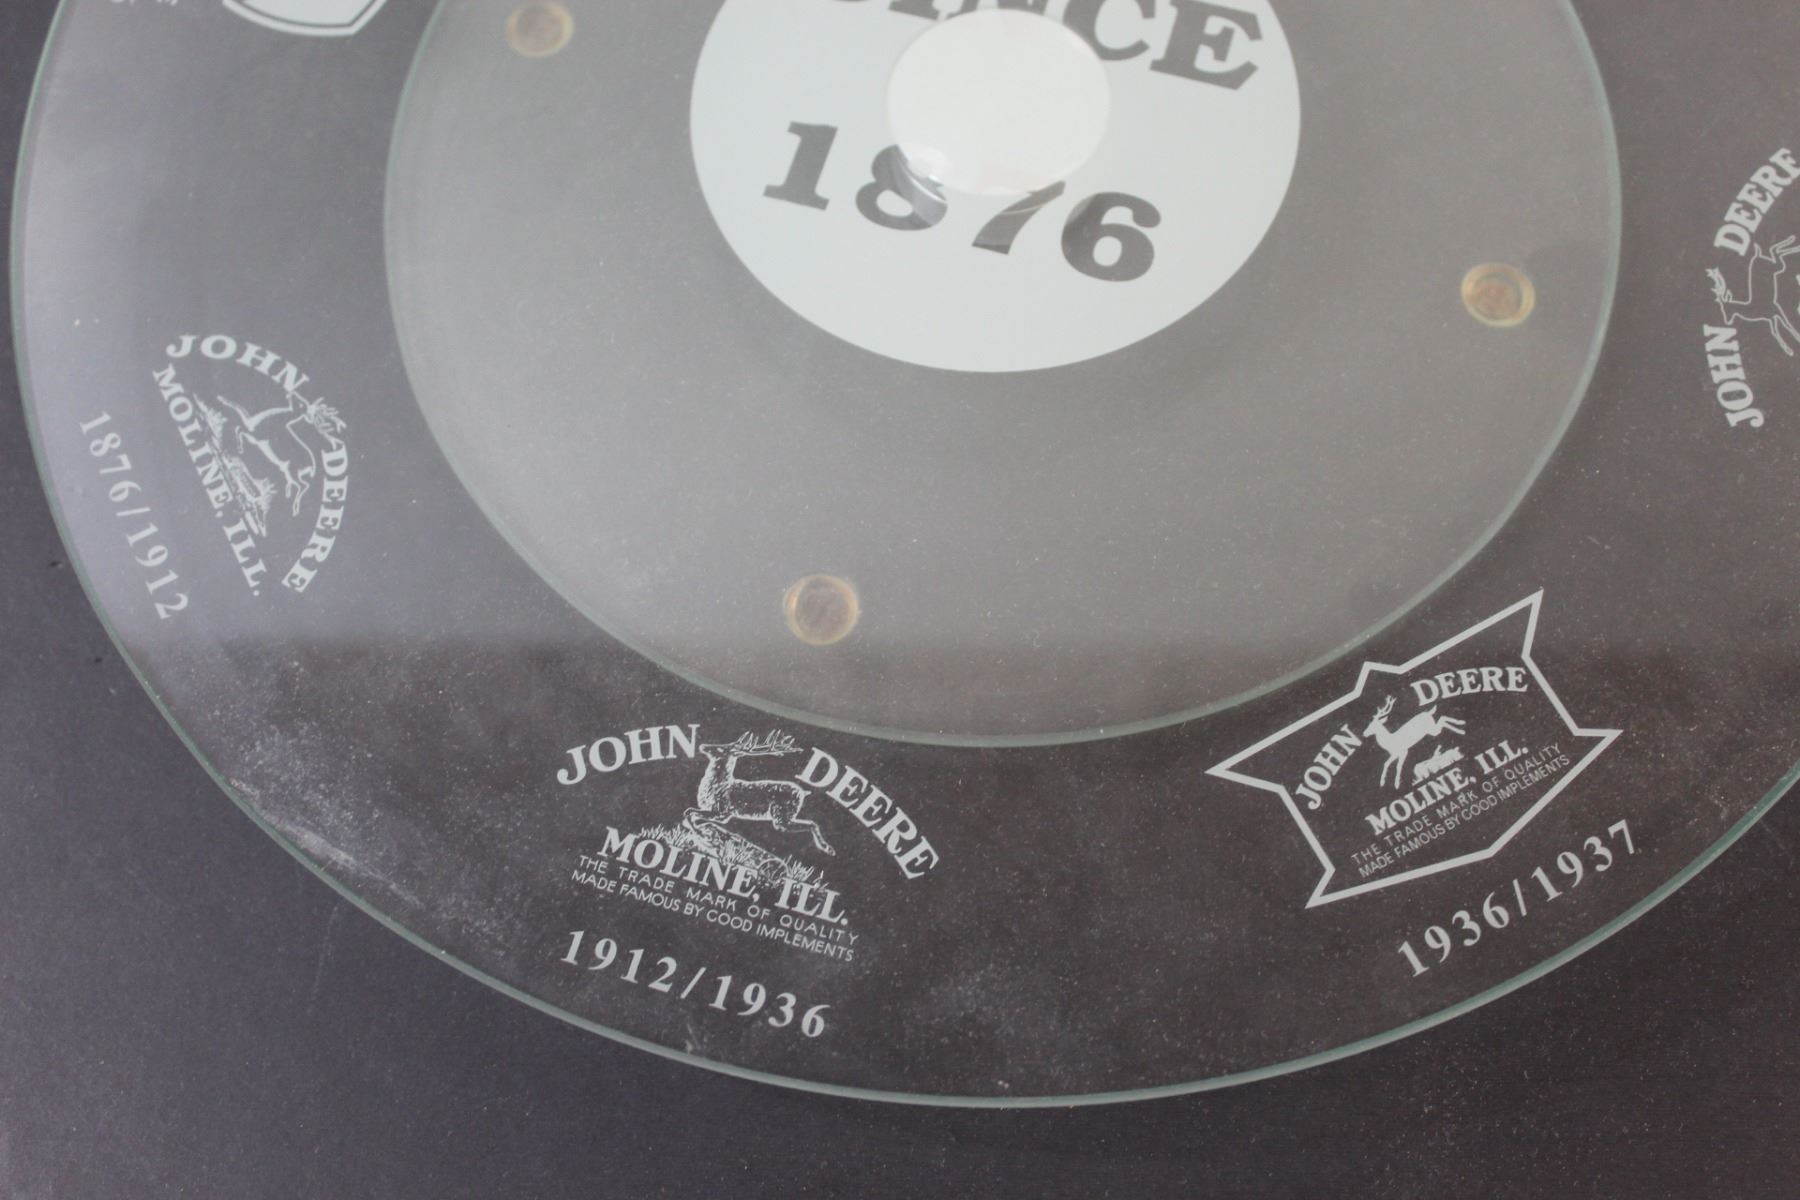 SINCE
1876
JOHN DEERE
MOLINE, ILL.
1876/1912
JOHN DEERE
MOLINE, ILL.
THE TRADE MARK OF QUALITY
MADE FAMOUS BY GOOD IMPLEMENTS
1912/1936
JOHN DEERE
MOLINE, ILL.
THE TRADE MARK OF QUALITY
MADE FAMOUS BY GOOD IMPLEMENTS
1936/1937
JOHN DEERE